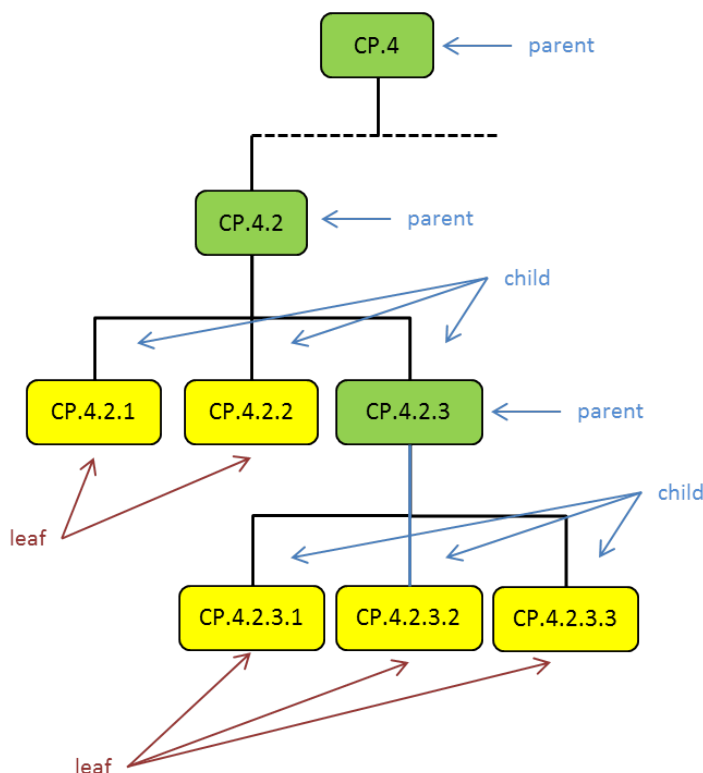 CP.4
parent
CP.4.2
parent
child
CP.4.2.1
CP.4.2.2
CP.4.2.3
parent
child
leaf
CP.4.2.3.1
CP.4.2.3.2
CP.4.2.3.3
leaf